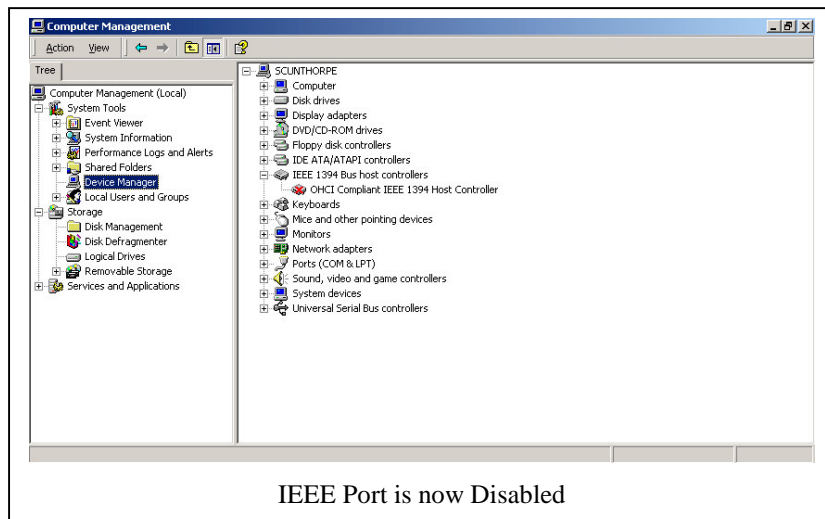 Computer Management
Action View
Tree
Computer Management (Local)
System Tools
Event Viewer
System Information
Performance Logs and Alerts
Shared Folders
Device Manager
Local Users and Groups
Storage
Disk Management
Disk Defragmenter
Logical Drives
Removable Storage
Services and Applications
SCUNTHORPE
Computer
Disk drives
Display adapters
DVD/CD-ROM drives
Floppy disk controllers
IDE ATA/ATAPI controllers
IEEE 1394 Bus host controllers
OHCI Compliant IEEE 1394 Host Controller
Keyboards
Mice and other pointing devices
Monitors
Network adapters
Ports (COM & LPT)
Sound, video and game controllers
System devices
Universal Serial Bus controllers
IEEE Port is now Disabled